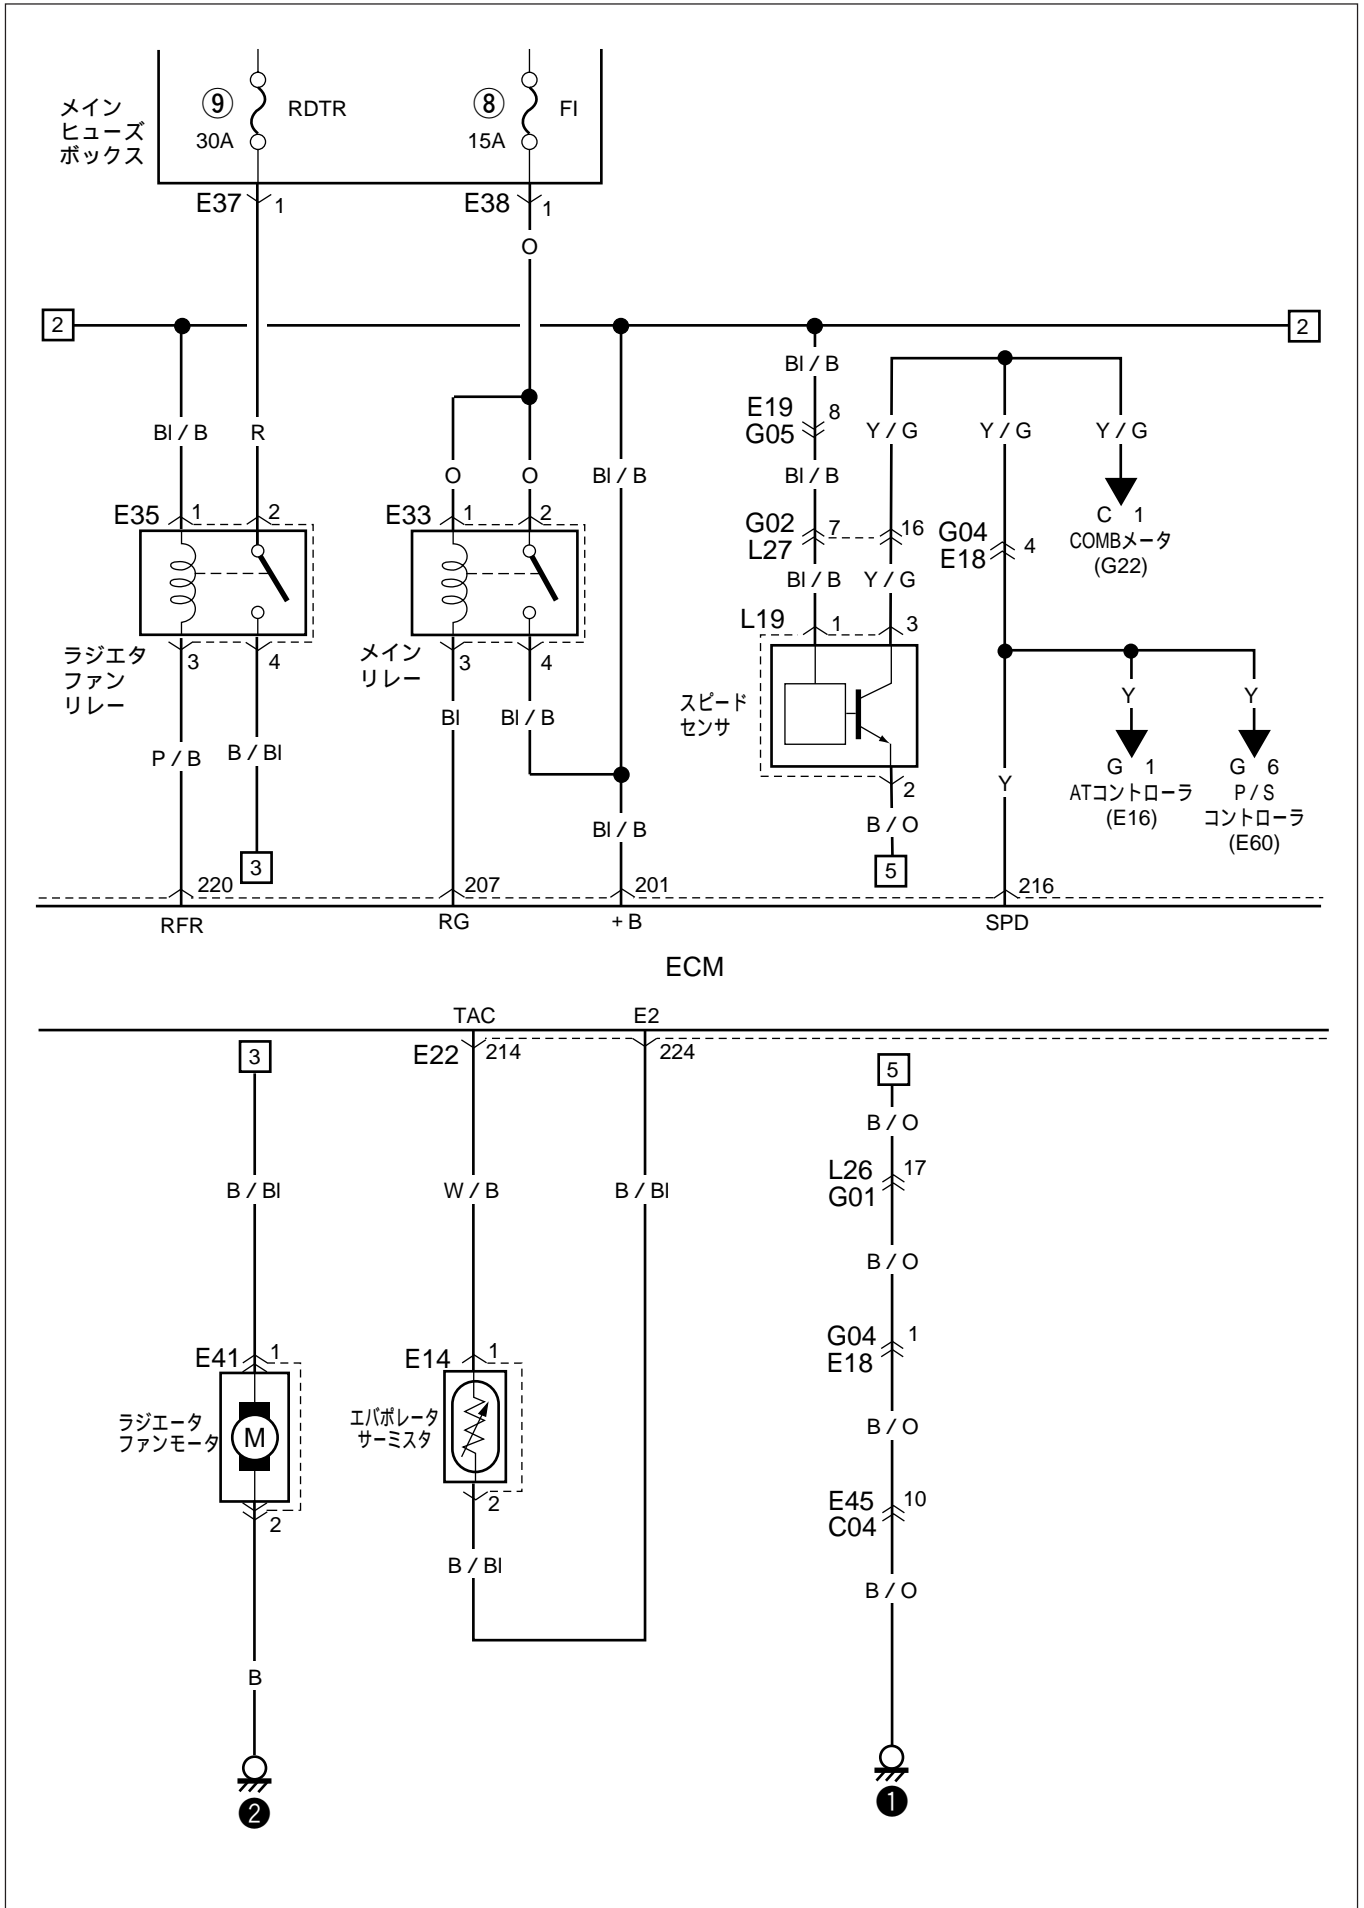 メイン
ヒューズ
ボックス
⑨ RDTR
30A
⑧ FI
15A
E37 1
E38 1
O
2
2
Bl / B
R
O
O
Bl / B
Bl / B
E19 8
G05
Bl / B
Y / G
Y / G
Y / G
C 1
COMBメータ
(G22)
E35 1 2
E33 1 2
G02 7 16
L27
G04 4
E18
Bl / B
Y / G
L19 1 3
ラジエタ
ファン
リレー
3 4
メイン
リレー
3 4
スピード
センサ
P / B
B / Bl
Bl
Bl / B
Bl / B
2
B / O
Y
Y
Y
G 1
ATコントローラ
(E16)
G 6
P / S
コントローラ
(E60)
3
5
220
207
201
216
RFR
RG
+ B
SPD
ECM
TAC
E2
3
E22 214
224
5
B / O
L26 17
G01
B / Bl
W / B
B / Bl
B / O
G04 1
E18
E41 1
E14 1
ラジエータ
ファンモータ
M
エバポレータ
サーミスタ
B / O
2
2
E45 10
C04
B / Bl
B / O
B
❷
❶